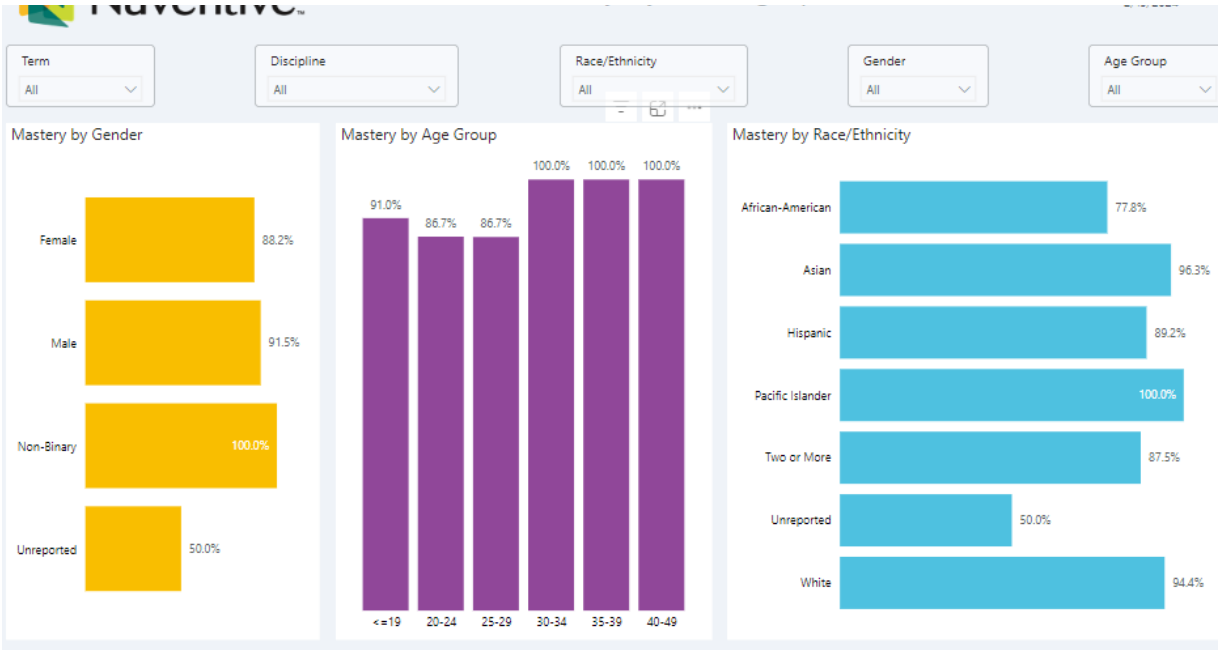 Nuventive™
Term
All
Discipline
All
Race/Ethnicity
All
Gender
All
Age Group
All
Mastery by Gender
Female
88.2%
Male
91.5%
Non-Binary
100.0%
Unreported
50.0%
Mastery by Age Group
91.0%
86.7%
86.7%
100.0%
100.0%
100.0%
<=19
20-24
25-29
30-34
35-39
40-49
Mastery by Race/Ethnicity
African-American
77.8%
Asian
96.3%
Hispanic
89.2%
Pacific Islander
100.0%
Two or More
87.5%
Unreported
50.0%
White
94.4%